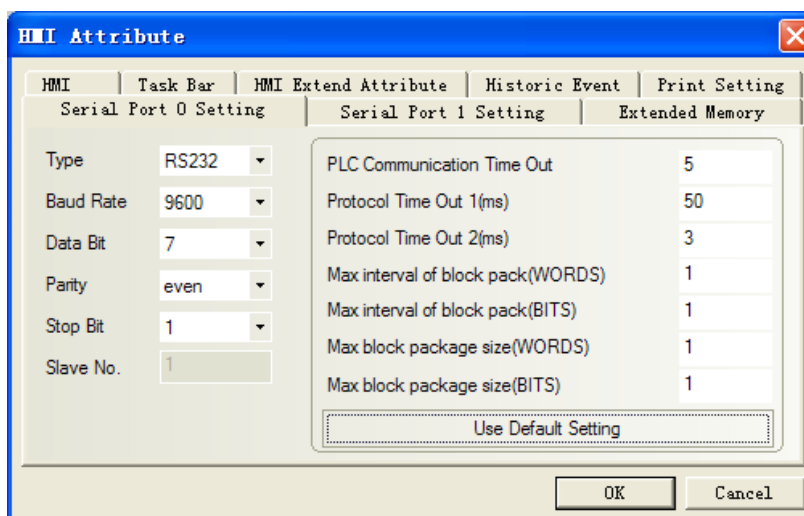 HMI Attribute
HMI Task Bar HMI Extend Attribute Historic Event Print Setting
Serial Port 0 Setting Serial Port 1 Setting Extended Memory
Type RS232
Baud Rate 9600
Data Bit 7
Parity even
Stop Bit 1
Slave No. 1
PLC Communication Time Out 5
Protocol Time Out 1(ms) 50
Protocol Time Out 2(ms) 3
Max interval of block pack(WORDS) 1
Max interval of block pack(BITS) 1
Max block package size(WORDS) 1
Max block package size(BITS) 1
Use Default Setting
OK Cancel